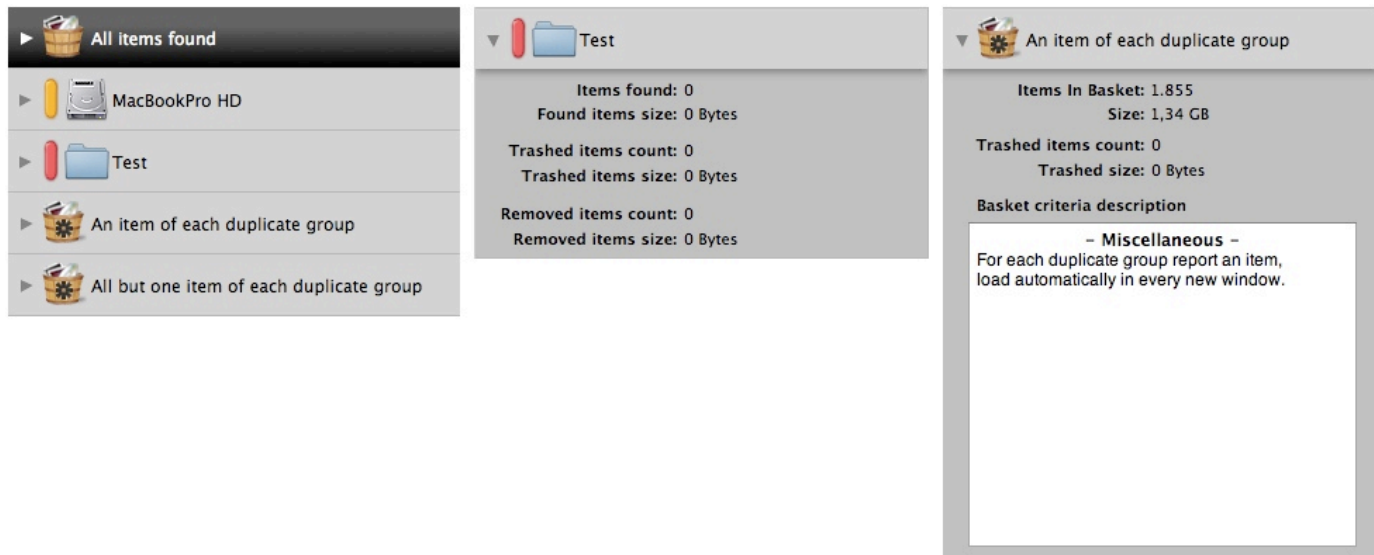 All items found
MacBookPro HD
Test
An item of each duplicate group
All but one item of each duplicate group
Test
Items found: 0
Found items size: 0 Bytes
Trashed items count: 0
Trashed items size: 0 Bytes
Removed items count: 0
Removed items size: 0 Bytes
An item of each duplicate group
Items In Basket: 1.855
Size: 1,34 GB
Trashed items count: 0
Trashed size: 0 Bytes
Basket criteria description
- Miscellaneous -
For each duplicate group report an item,
load automatically in every new window.